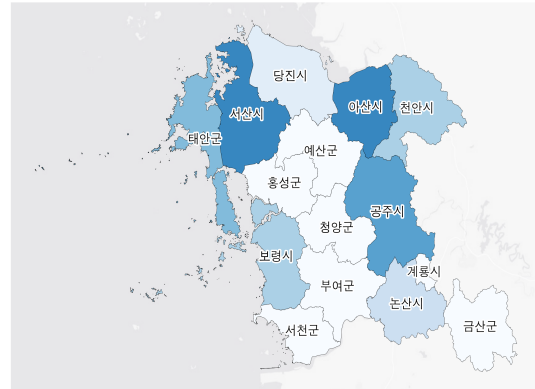 당진시
서산시
아산시
천안시
태안군
예산군
홍성군
공주시
청양군
보령시
계룡시
부여군
논산시
서천군
금산군